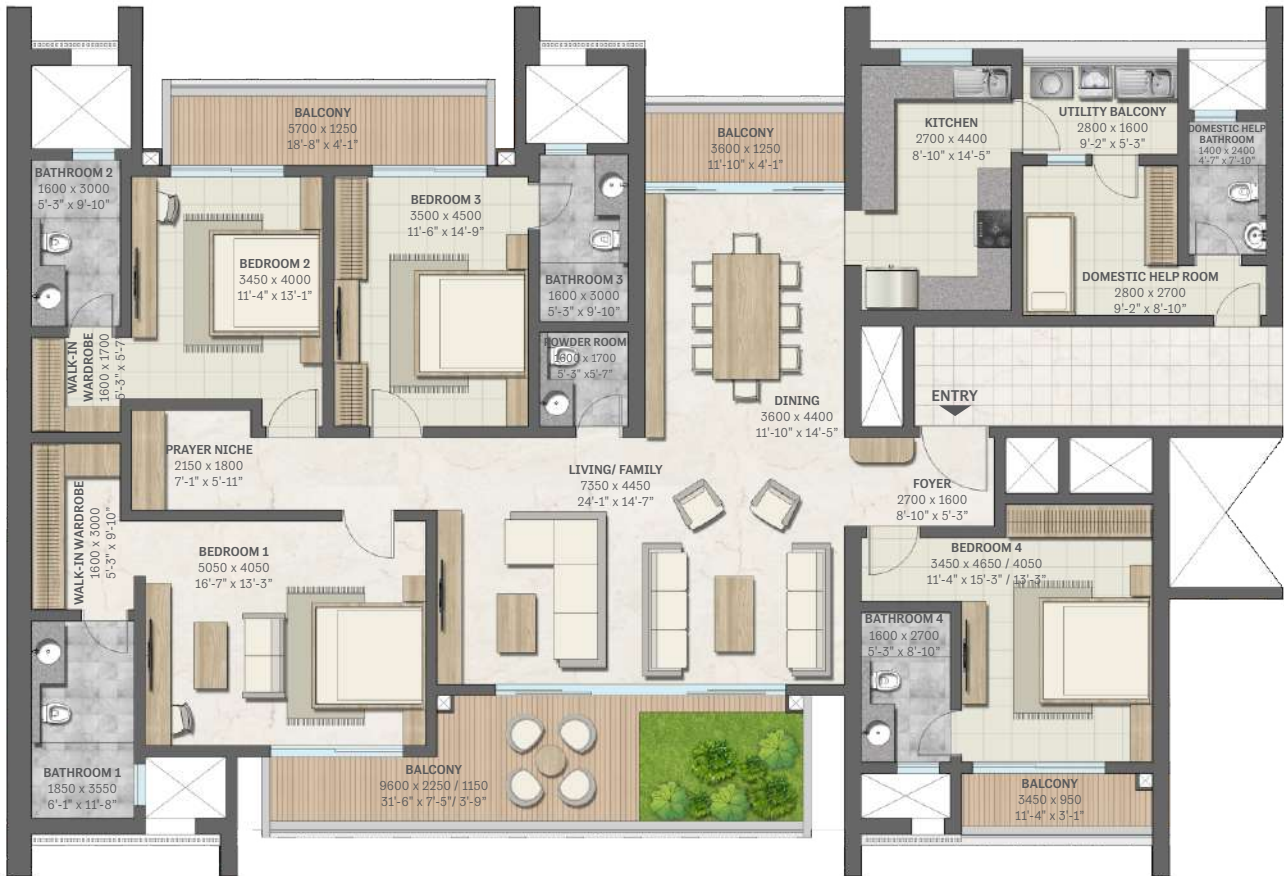 BALCONY
5700 x 1250
18'-8" x 4'-1"
BALCONY
3600 x 1250
11'-10" x 4'-1"
KITCHEN
2700 x 4400
8'-10" x 14'-5"
UTILITY BALCONY
2800 x 1600
9'-2" x 5'-3"
DOMESTIC HELP
BATHROOM
1400 x 2400
4'-7" x 7'-10"
BATHROOM 2
1600 x 3000
5'-3" x 9'-10"
BEDROOM 2
3450 x 4000
11'-4" x 13'-1"
BEDROOM 3
3500 x 4500
11'-6" x 14'-9"
BATHROOM 3
1600 x 3000
5'-3" x 9'-10"
DOMESTIC HELP ROOM
2800 x 2700
9'-2" x 8'-10"
WALK-IN
WARDROBE
1600 x 1700
5'-3" x 5'-7"
POWDER ROOM
1600 x 1700
5'-3" x5'-7"
DINING
3600 x 4400
11'-10" x 14'-5"
ENTRY
PRAYER NICHE
2150 x 1800
7'-1" x 5'-11"
LIVING/ FAMILY
7350 x 4450
24'-1" x 14'-7"
FOYER
2700 x 1600
8'-10" x 5'-3"
WALK-IN WARDROBE
1600 x 3000
5'-3" x 9'-10"
BEDROOM 1
5050 x 4050
16'-7" x 13'-3"
BEDROOM 4
3450 x 4650 / 4050
11'-4" x 15'-3" / 13'-3"
BATHROOM 4
1600 x 2700
5'-3" x 8'-10"
BATHROOM 1
1850 x 3550
6'-1" x 11'-8"
BALCONY
9600 x 2250 / 1150
31'-6" x 7'-5"/ 3'-9"
BALCONY
3450 x 950
11'-4" x 3'-1"